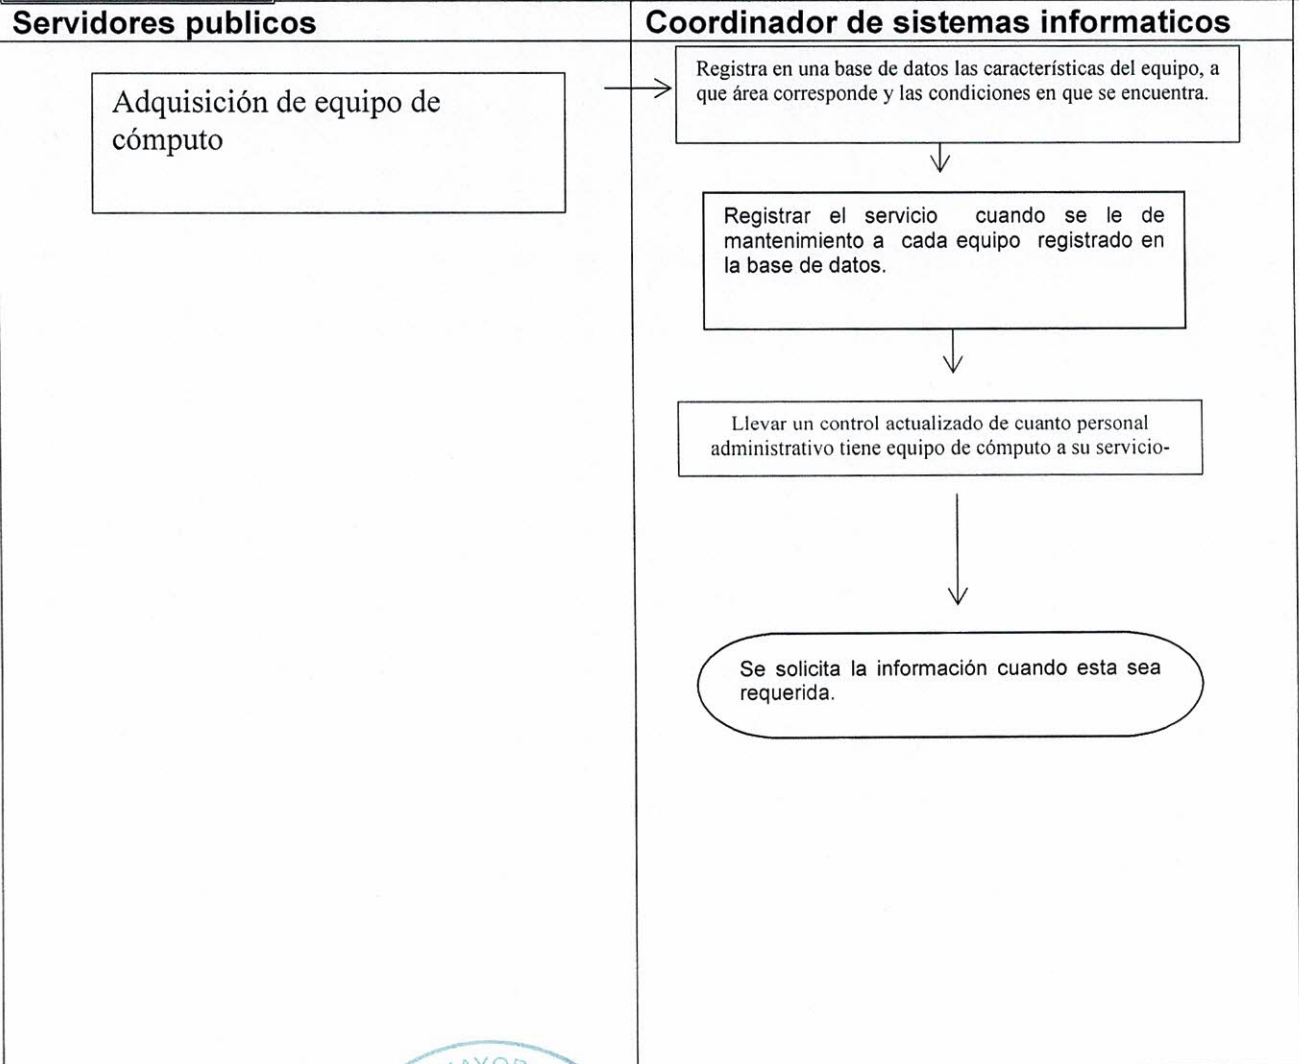 Servidores publicos
Coordinador de sistemas informaticos
Adquisición de equipo de
cómputo
Registra en una base de datos las características del equipo, a
que área corresponde y las condiciones en que se encuentra.
Registrar el servicio cuando se le de
mantenimiento a cada equipo registrado en
la base de datos.
Llevar un control actualizado de cuanto personal
administrativo tiene equipo de cómputo a su servicio-
Se solicita la información cuando esta sea
requerida.